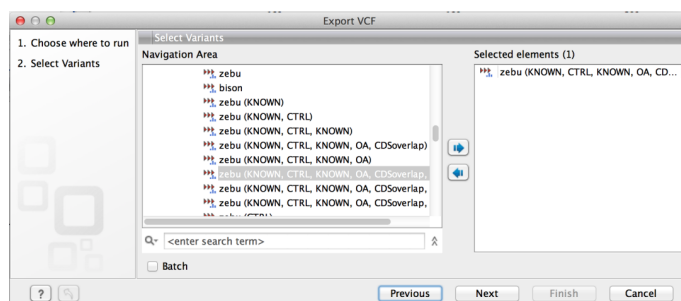 Export VCF
1. Choose where to run
2. Select Variants
Select Variants
Navigation Area
zebu
bison
zebu (KNOWN)
zebu (KNOWN, CTRL)
zebu (KNOWN, CTRL, KNOWN)
zebu (KNOWN, CTRL, KNOWN, OA, CDSoverlap)
zebu (KNOWN, CTRL, KNOWN, OA)
zebu (KNOWN, CTRL, KNOWN, OA, CDSoverlap,
zebu (KNOWN, CTRL, KNOWN, OA, CDSoverlap,
zebu (KNOWN, CTRL, KNOWN, OA, CDSoverlap,
zebu (CTRL)
<enter search term>
Batch
Selected elements (1)
zebu (KNOWN, CTRL, KNOWN, OA, CD...
?
Previous
Next
Finish
Cancel